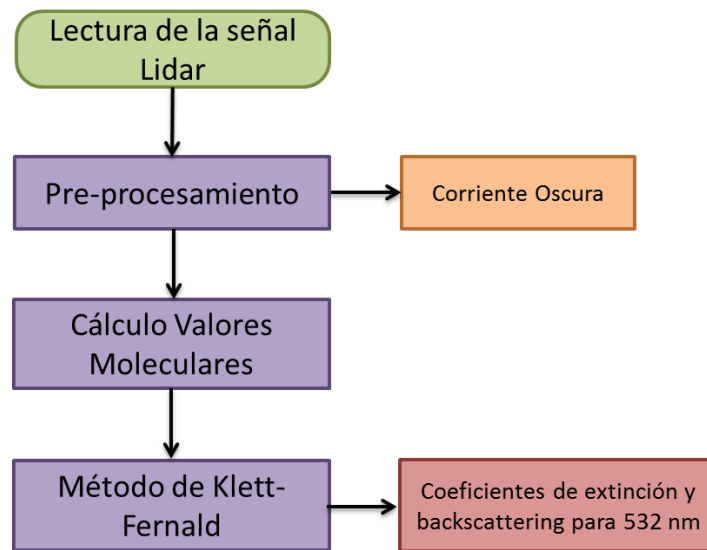 Lectura de la señal
Lidar
Pre-procesamiento
Corriente Oscura
Cálculo Valores
Moleculares
Método de Klett-
Fernald
Coeficientes de extinción y
backscattering para 532 nm